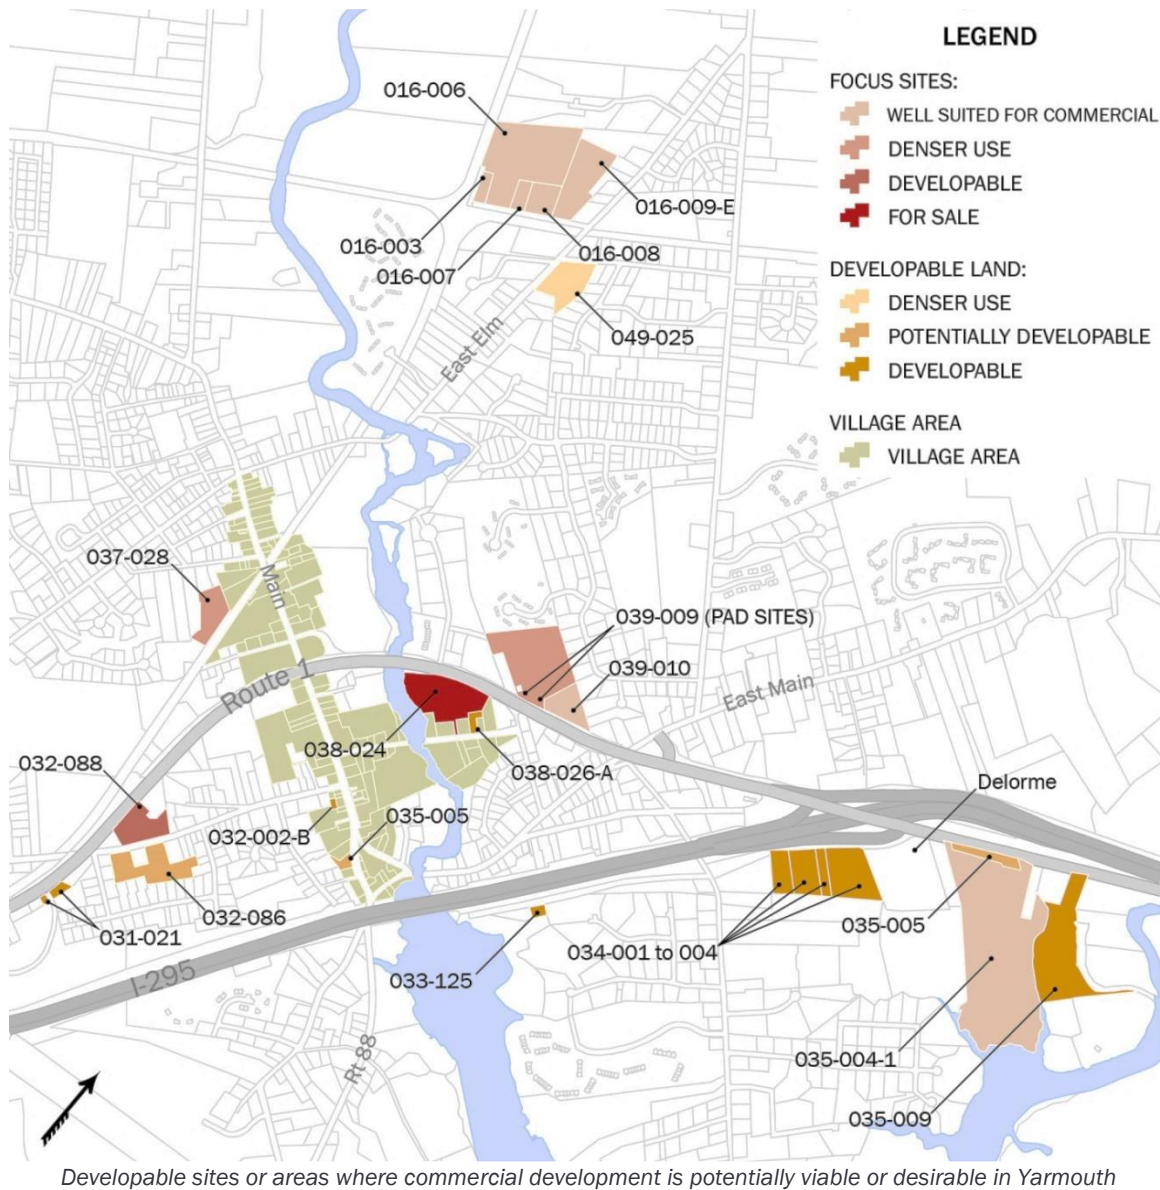 LEGEND
FOCUS SITES:
WELL SUITED FOR COMMERCIAL
DENSER USE
DEVELOPABLE
FOR SALE
DEVELOPABLE LAND:
DENSER USE
POTENTIALLY DEVELOPABLE
DEVELOPABLE
VILLAGE AREA
VILLAGE AREA
016-006
016-009-E
016-003
016-008
016-007
049-025
East Elm
037-028
Main
039-009 (PAD SITES)
039-010
Route 1
East Main
038-024
032-088
038-026-A
Delorme
035-005
032-002-B
032-086
035-005
031-021
034-001 to 004
I-295
033-125
Rt 88
035-004-1
035-009
Developable sites or areas where commercial development is potentially viable or desirable in Yarmouth